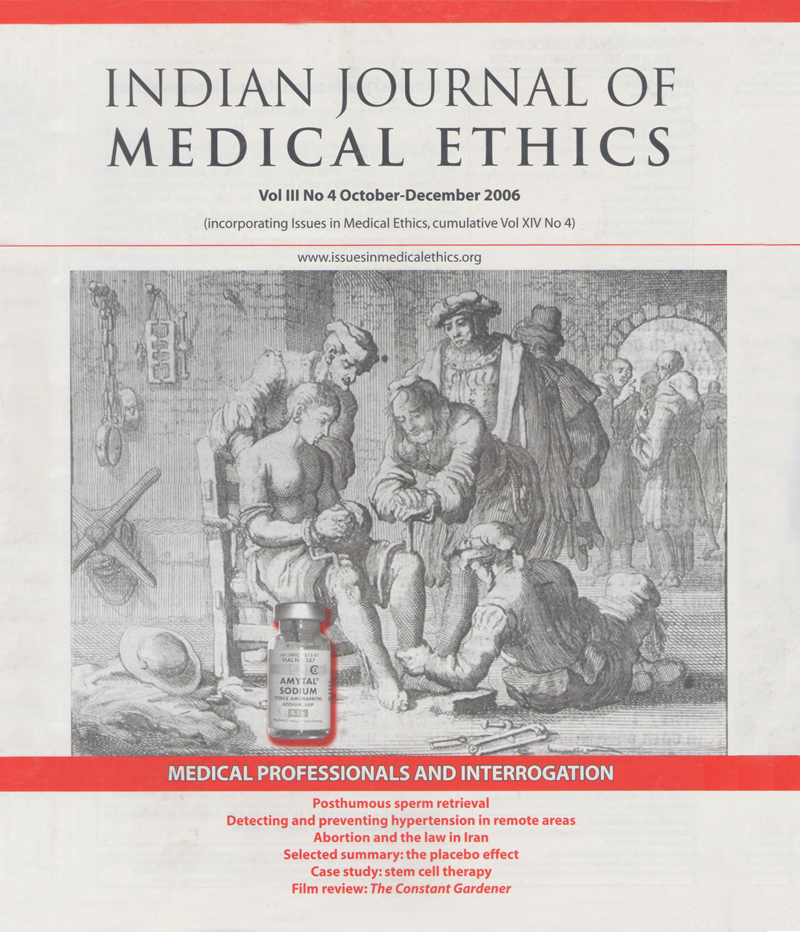 INDIAN JOURNAL OF
MEDICAL ETHICS
Vol III No 4 October-December 2006
(incorporating Issues in Medical Ethics, cumulative Vol XIV No 4)
www.issuesinmedicalethics.org
AMYTAL
SODIUM
SODIUM, USP
MEDICAL PROFESSIONALS AND INTERROGATION
Posthumous sperm retrieval
Detecting and preventing hypertension in remote areas
Abortion and the law in Iran
Selected summary: the placebo effect
Case study: stem cell therapy
Film review: The Constant Gardener